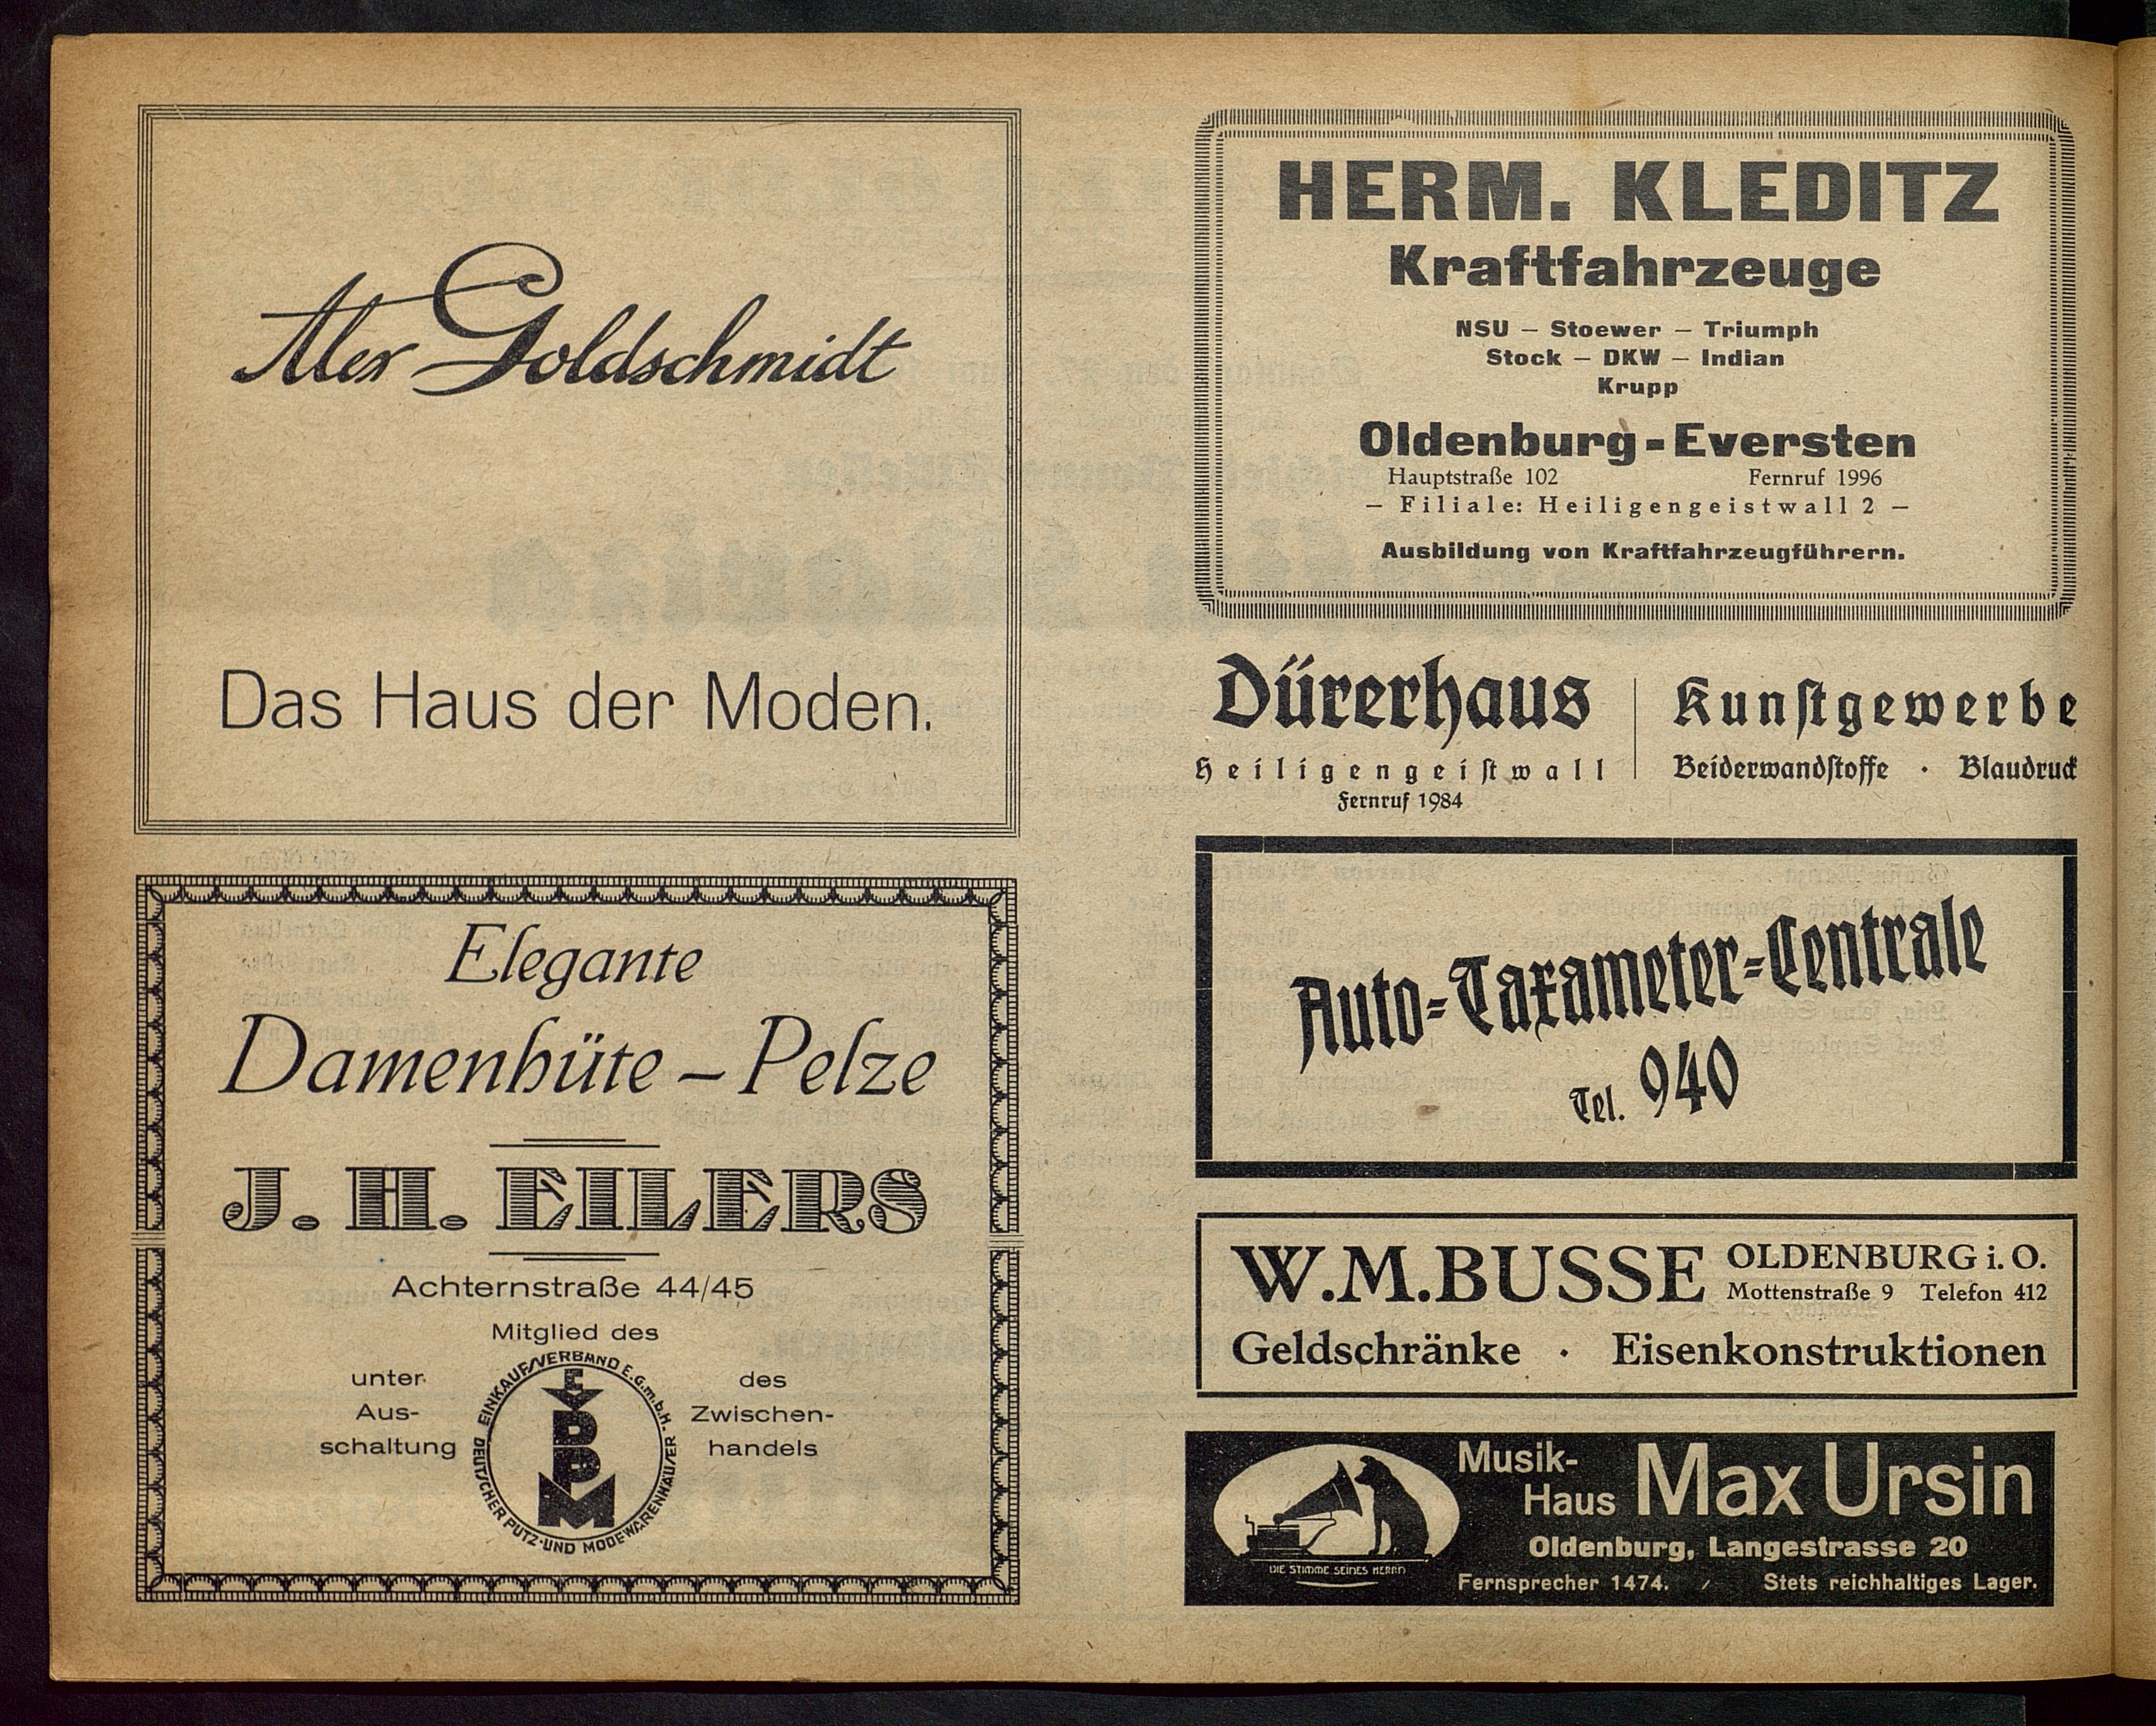 Alex Goldschmidt
Das Haus der Moden.
Elegante
Damenhüte – Pelze
J. H. EILERS
Achternstraße 44/45
Mitglied des
unter
Aus-
schaltung
EINKAUFSVERBAND E.G.m.b.H.
DEUTSCHER PUTZ- UND MODEWARENHÄUSER
E
V
D
P
M
des
Zwischen-
handels
HERM. KLEDITZ
Kraftfahrzeuge
NSU — Stoewer — Triumph
Stock — DKW — Indian
Krupp
Oldenburg-Eversten
Hauptstraße 102 Fernruf 1996
— Filiale: Heiligengeistwall 2 —
Ausbildung von Kraftfahrzeugführern.
Dürerhaus
Heiligengeiſtwall
Fernruf 1984
Kunſtgewerbe
Beiderwandſtoffe · Blaudruck
Auto-Taxameter-Centrale
Tel. 940
W.M.BUSSE OLDENBURG i. O.
Mottenstraße 9 Telefon 412
Geldschränke · Eisenkonstruktionen
Musik-
Haus Max Ursin
Oldenburg, Langestrasse 20
DIE STIMME SEINES HERRN
Fernsprecher 1474. Stets reichhaltiges Lager.